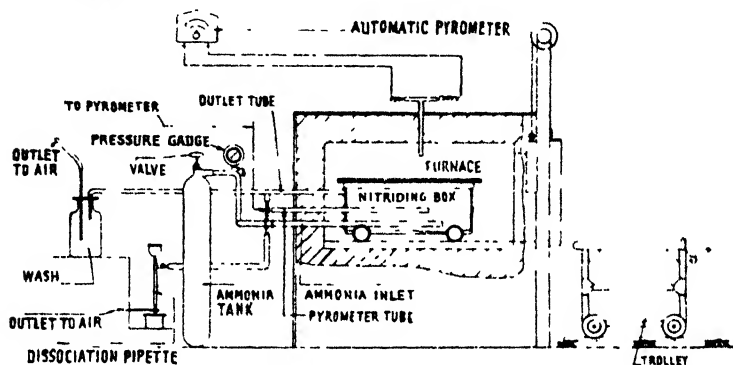 AUTOMATIC PYROMETER
OUTLET TUBE
TO PYROMETER
PRESSURE GAUGE
OUTLET
TO AIR
VALVE
FURNACE
NITRIDING BOX
WASH
AMMONIA
TANK
AMMONIA INLET
OUTLET TO AIR
PYROMETER TUBE
DISSOCIATION PIPETTE
TROLLEY